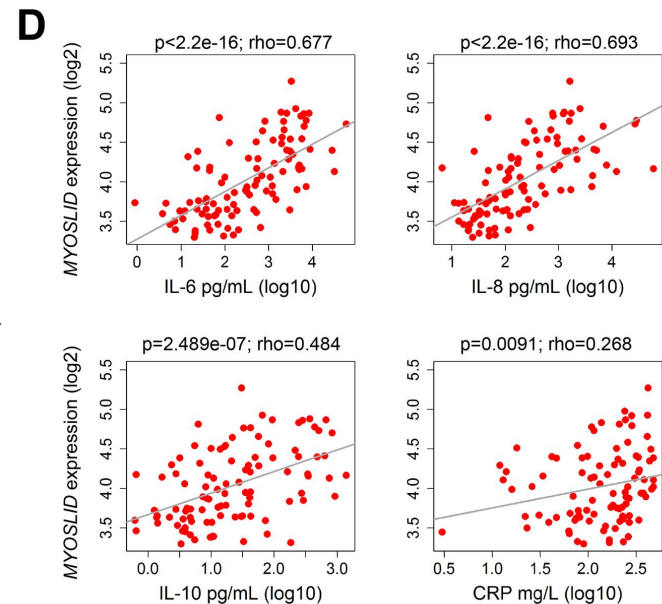 D
p<2.2e-16; rho=0.677
p<2.2e-16; rho=0.693
MYOSLID expression (log2)
5.5
5.0
4.5
4.0
3.5
0 1 2 3 4
IL-6 pg/mL (log10)
5.5
5.0
4.5
4.0
3.5
1 2 3 4
IL-8 pg/mL (log10)
p=2.489e-07; rho=0.484
p=0.0091; rho=0.268
MYOSLID expression (log2)
5.5
5.0
4.5
4.0
3.5
0.0 1.0 2.0 3.0
IL-10 pg/mL (log10)
5.5
5.0
4.5
4.0
3.5
0.5 1.0 1.5 2.0 2.5
CRP mg/L (log10)